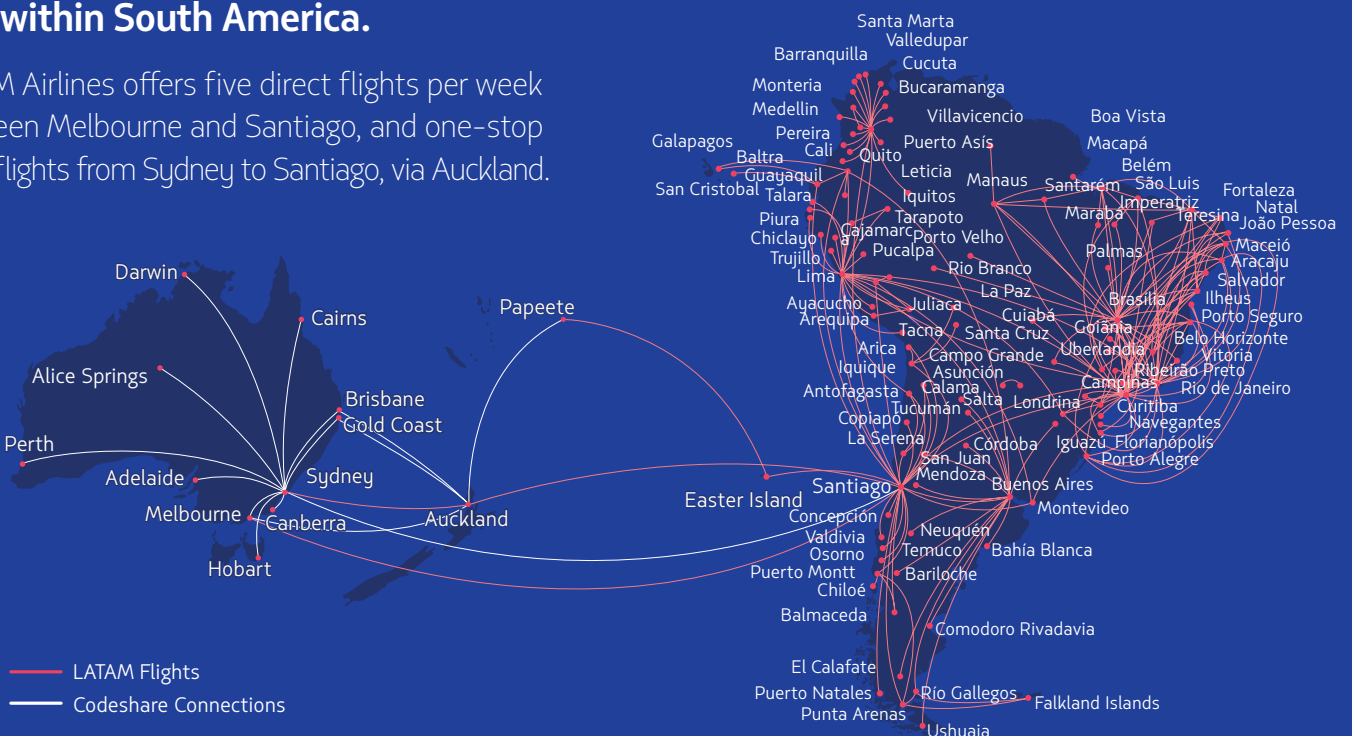 within South America.
M Airlines offers five direct flights per week
een Melbourne and Santiago, and one-stop
flights from Sydney to Santiago, via Auckland.
Darwin
Cairns
Alice Springs
Brisbane
Gold Coast
Perth
Adelaide
Sydney
Melbourne
Canberra
Hobart
Papeete
Auckland
Easter Island
LATAM Flights
Codeshare Connections
Santa Marta
Valledupar
Barranquilla
Cucuta
Monteria
Bucaramanga
Medellin
Villavicencio
Boa Vista
Pereira
Puerto Asís
Macapá
Galapagos
Cali
Quito
Baltra
Belém
Guayaquil
Leticia
Manaus
Santarém
São Luis
San Cristobal
Talara
Iquitos
Imperatriz
Fortaleza
Natal
Piura
Tarapoto
Marabá
Teresina
João Pessoa
Chiclayo
Cajamarc
a
Porto Velho
Maceió
Trujillo
Pucalpa
Palmas
Aracaju
Lima
Rio Branco
Salvador
La Paz
Brasilia
Ilheus
Ayacucho
Juliaca
Cuiabá
Porto Seguro
Arequipa
Goiânia
Tacna
Santa Cruz
Belo Horizonte
Arica
Campo Grande
Uberlandia
Vitoria
Iquique
Asunción
Ribeirão Preto
Antofagasta
Calama
Campinas
Rio de Janeiro
Salta
Londrina
Tucumán
Curitiba
Copiapó
Navegantes
La Serena
Córdoba
Iguazú
Florianópolis
San Juan
Porto Alegre
Mendoza
Santiago
Buenos Aires
Concepción
Montevideo
Valdivia
Neuquén
Osorno
Temuco
Bahía Blanca
Puerto Montt
Bariloche
Chiloé
Balmaceda
Comodoro Rivadavia
El Calafate
Puerto Natales
Río Gallegos
Falkland Islands
Punta Arenas
Ushuaia